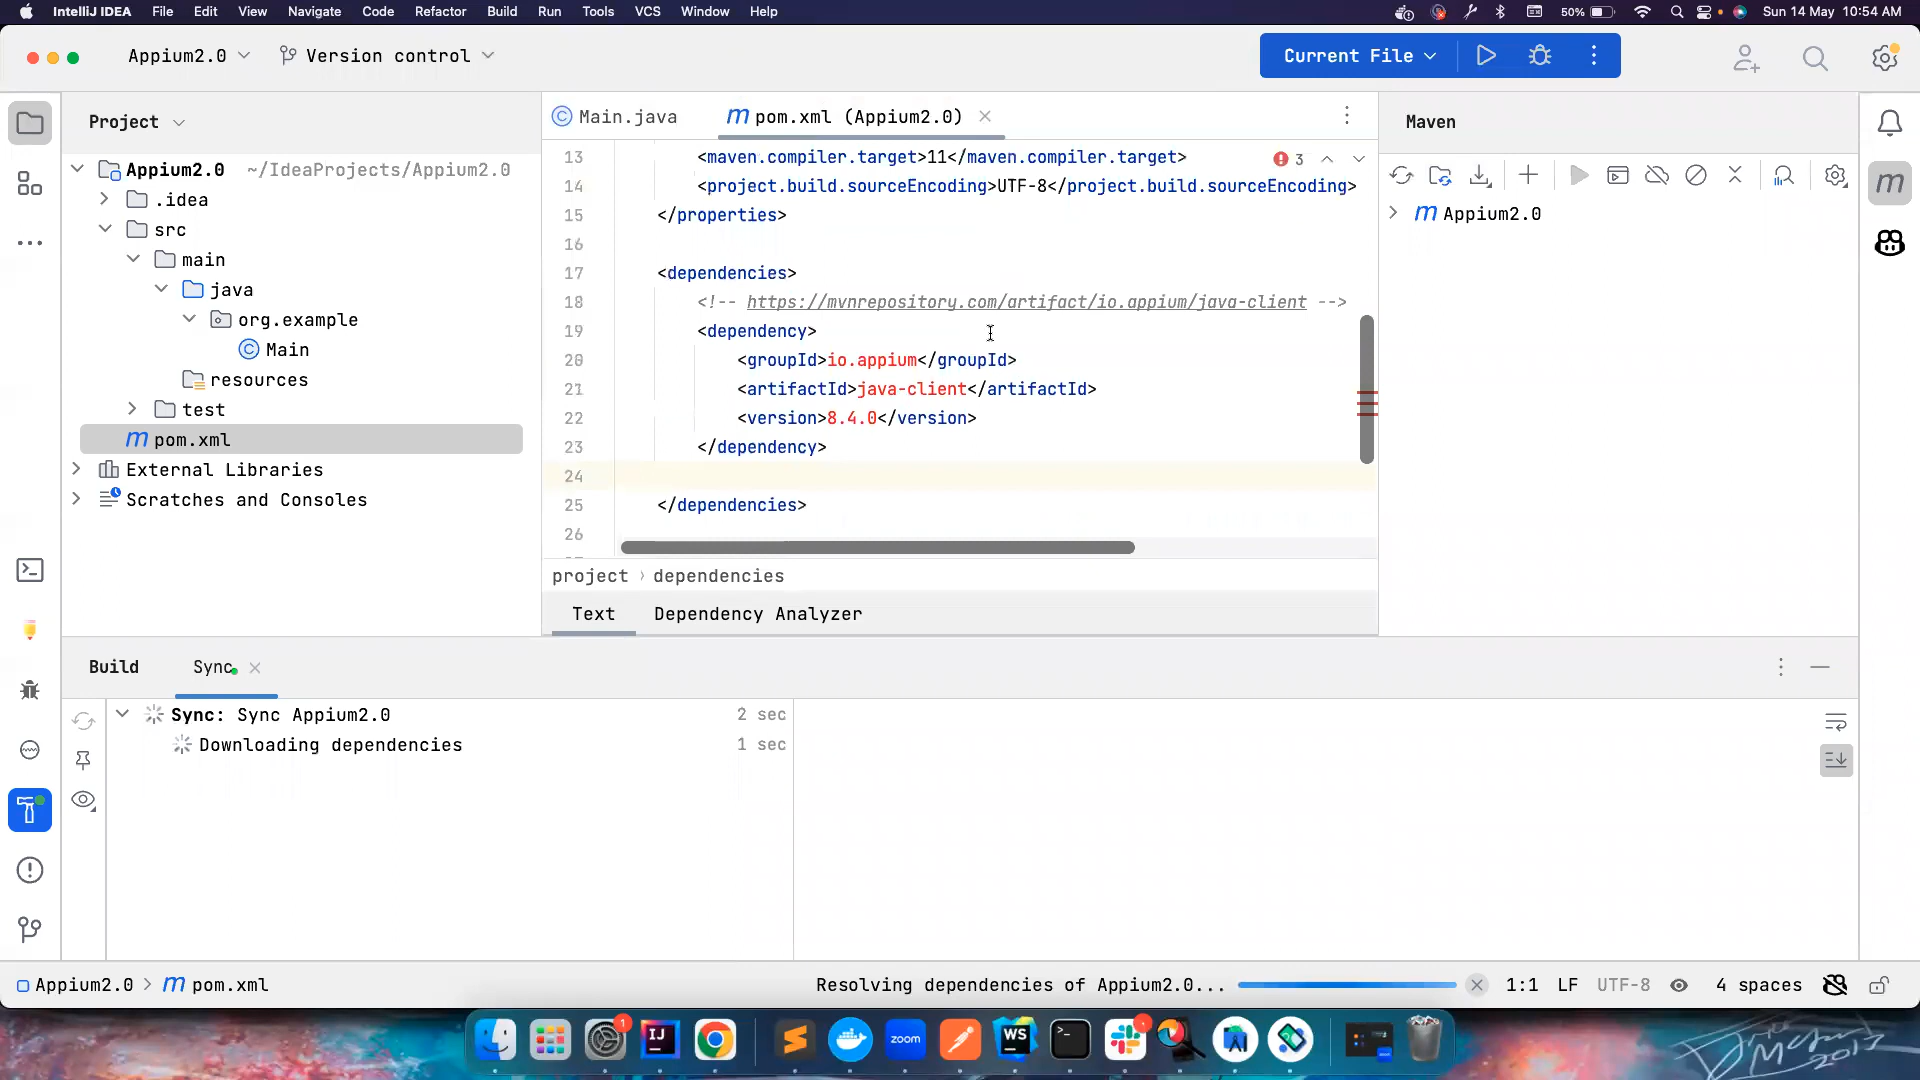 IntelliJ IDEA File Edit View Navigate Code Refactor Build Run Tools VCS Window Help 50% Sun 14 May 10:54 AM
Appium2.0 Version control Current File
Project Main.java pom.xml (Appium2.0) Maven
Appium2.0 ~/IdeaProjects/Appium2.0
.idea
src
main
java
org.example
Main
resources
test
pom.xml
External Libraries
Scratches and Consoles
13 <maven.compiler.target>11</maven.compiler.target> 3
14 <project.build.sourceEncoding>UTF-8</project.build.sourceEncoding>
15 </properties>
16
17 <dependencies>
18 <!-- https://mvnrepository.com/artifact/io.appium/java-client -->
19 <dependency>
20 <groupId>io.appium</groupId>
21 <artifactId>java-client</artifactId>
22 <version>8.4.0</version>
23 </dependency>
24
25 </dependencies>
26
project › dependencies
Text Dependency Analyzer
m Appium2.0
Build Sync
Sync: Sync Appium2.0 2 sec
Downloading dependencies 1 sec
Appium2.0 > m pom.xml Resolving dependencies of Appium2.0... 1:1 LF UTF-8 4 spaces
1 IJ zoom WS 1
2017